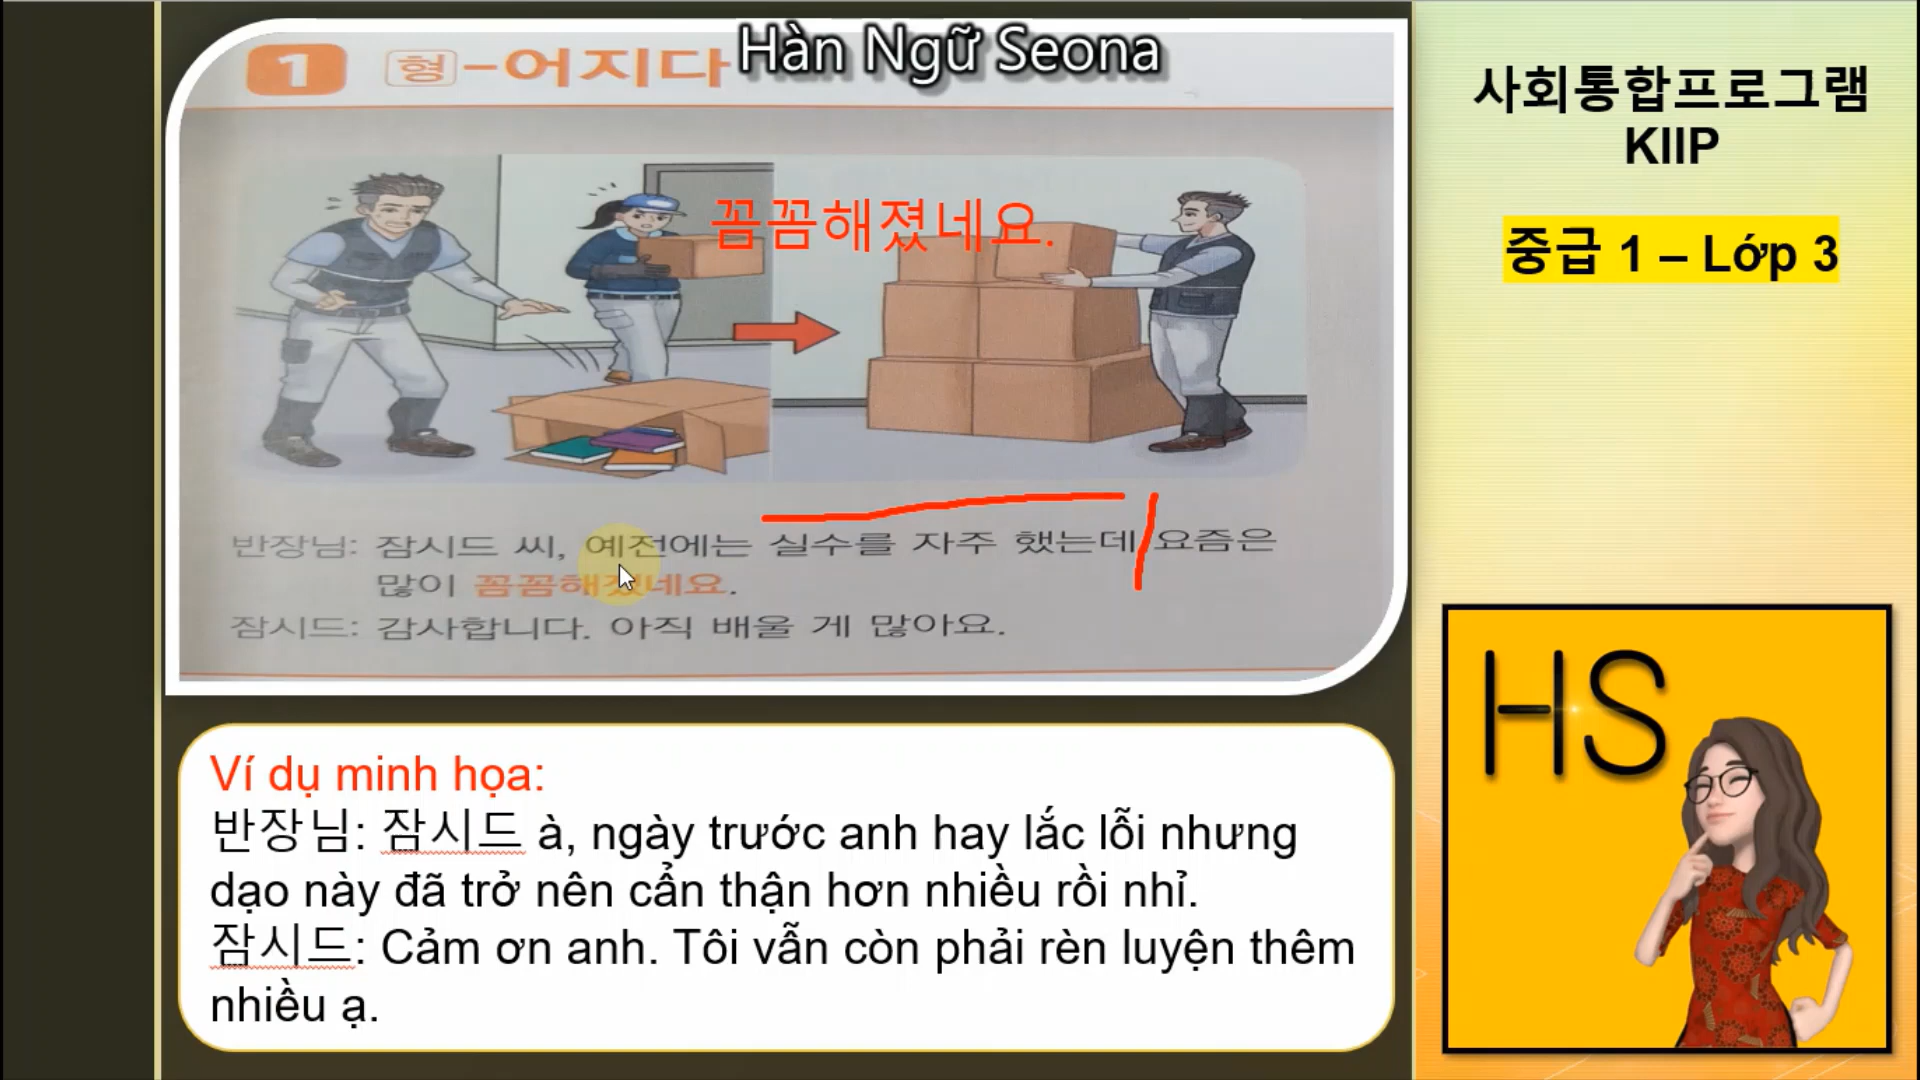 1 형 -어지다
Hàn Ngữ Seona
꼼꼼해졌네요.
반장님: 잠시드 씨, 예전에는 실수를 자주 했는데 요즘은
많이 꼼꼼해졌네요.
잠시드: 감사합니다. 아직 배울 게 많아요.
Ví dụ minh họa:
반장님: 잠시드 à, ngày trước anh hay lắc lỗi nhưng
dạo này đã trở nên cẩn thận hơn nhiều rồi nhỉ.
잠시드: Cảm ơn anh. Tôi vẫn còn phải rèn luyện thêm
nhiều ạ.
사회통합프로그램
KIIP
중급 1 – Lớp 3
HS